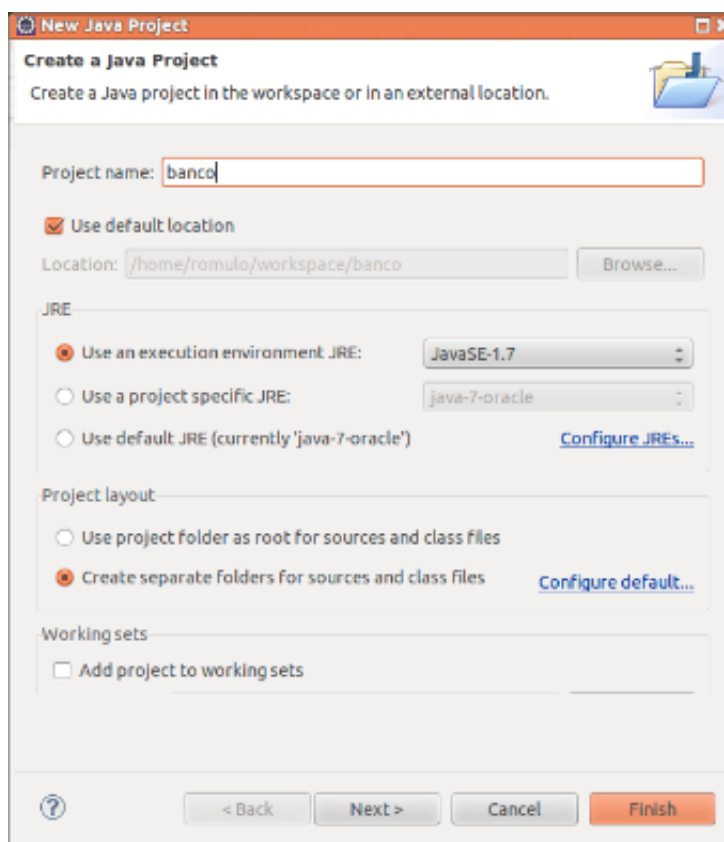 New Java Project
Create a Java Project
Create a Java project in the workspace or in an external location.
Project name: banco
Use default location
Location: /home/romulo/workspace/banco Browse...
JRE
Use an execution environment JRE: JavaSE-1.7
Use a project specific JRE: java-7-oracle
Use default JRE (currently 'java-7-oracle') Configure JREs...
Project layout
Use project folder as root for sources and class files
Create separate folders for sources and class files Configure default...
Working sets
Add project to working sets
? < Back Next > Cancel Finish